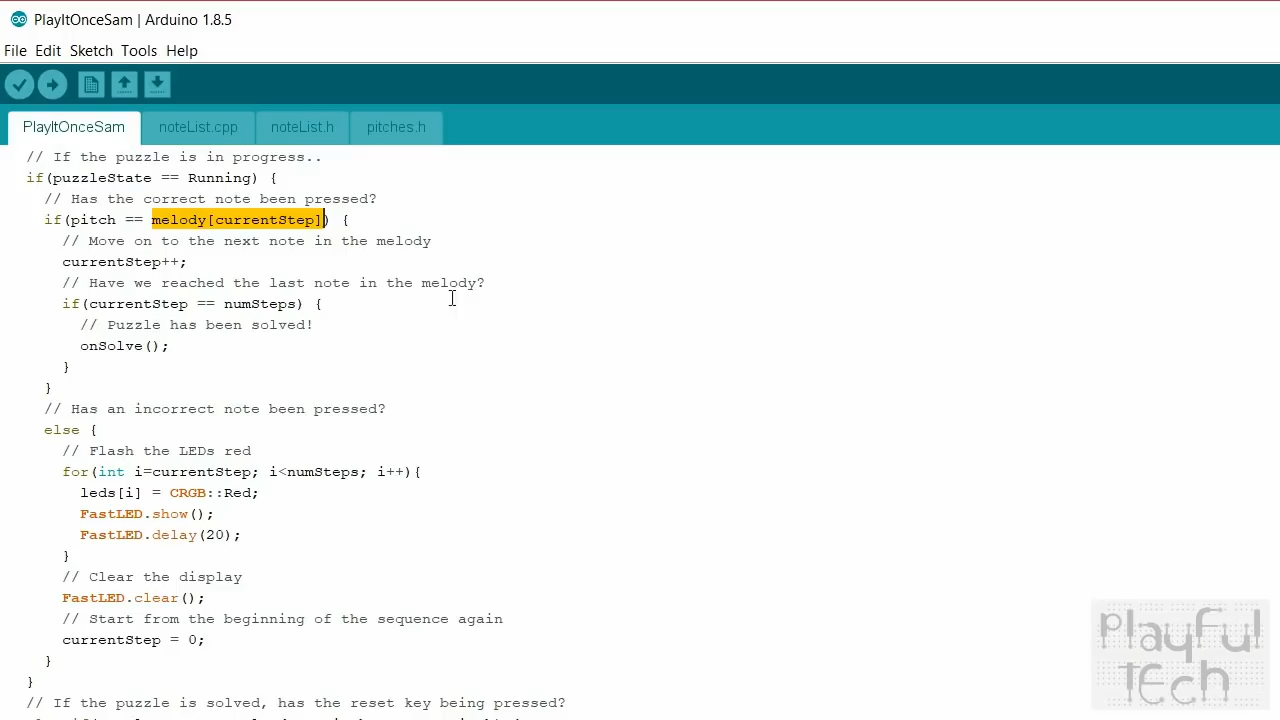 PlayItOnceSam | Arduino 1.8.5
File Edit Sketch Tools Help
PlayItOnceSam noteList.cpp noteList.h pitches.h
// If the puzzle is in progress..
if(puzzleState == Running) {
// Has the correct note been pressed?
if(pitch == melody[currentStep]) {
// Move on to the next note in the melody
currentStep++;
// Have we reached the last note in the melody?
if(currentStep == numSteps) {
// Puzzle has been solved!
onSolve();
}
}
// Has an incorrect note been pressed?
else {
// Flash the LEDs red
for(int i=currentStep; i<numSteps; i++){
leds[i] = CRGB::Red;
FastLED.show();
FastLED.delay(20);
}
// Clear the display
FastLED.clear();
// Start from the beginning of the sequence again
currentStep = 0;
}
}
// If the puzzle is solved, has the reset key being pressed?
playful
tech